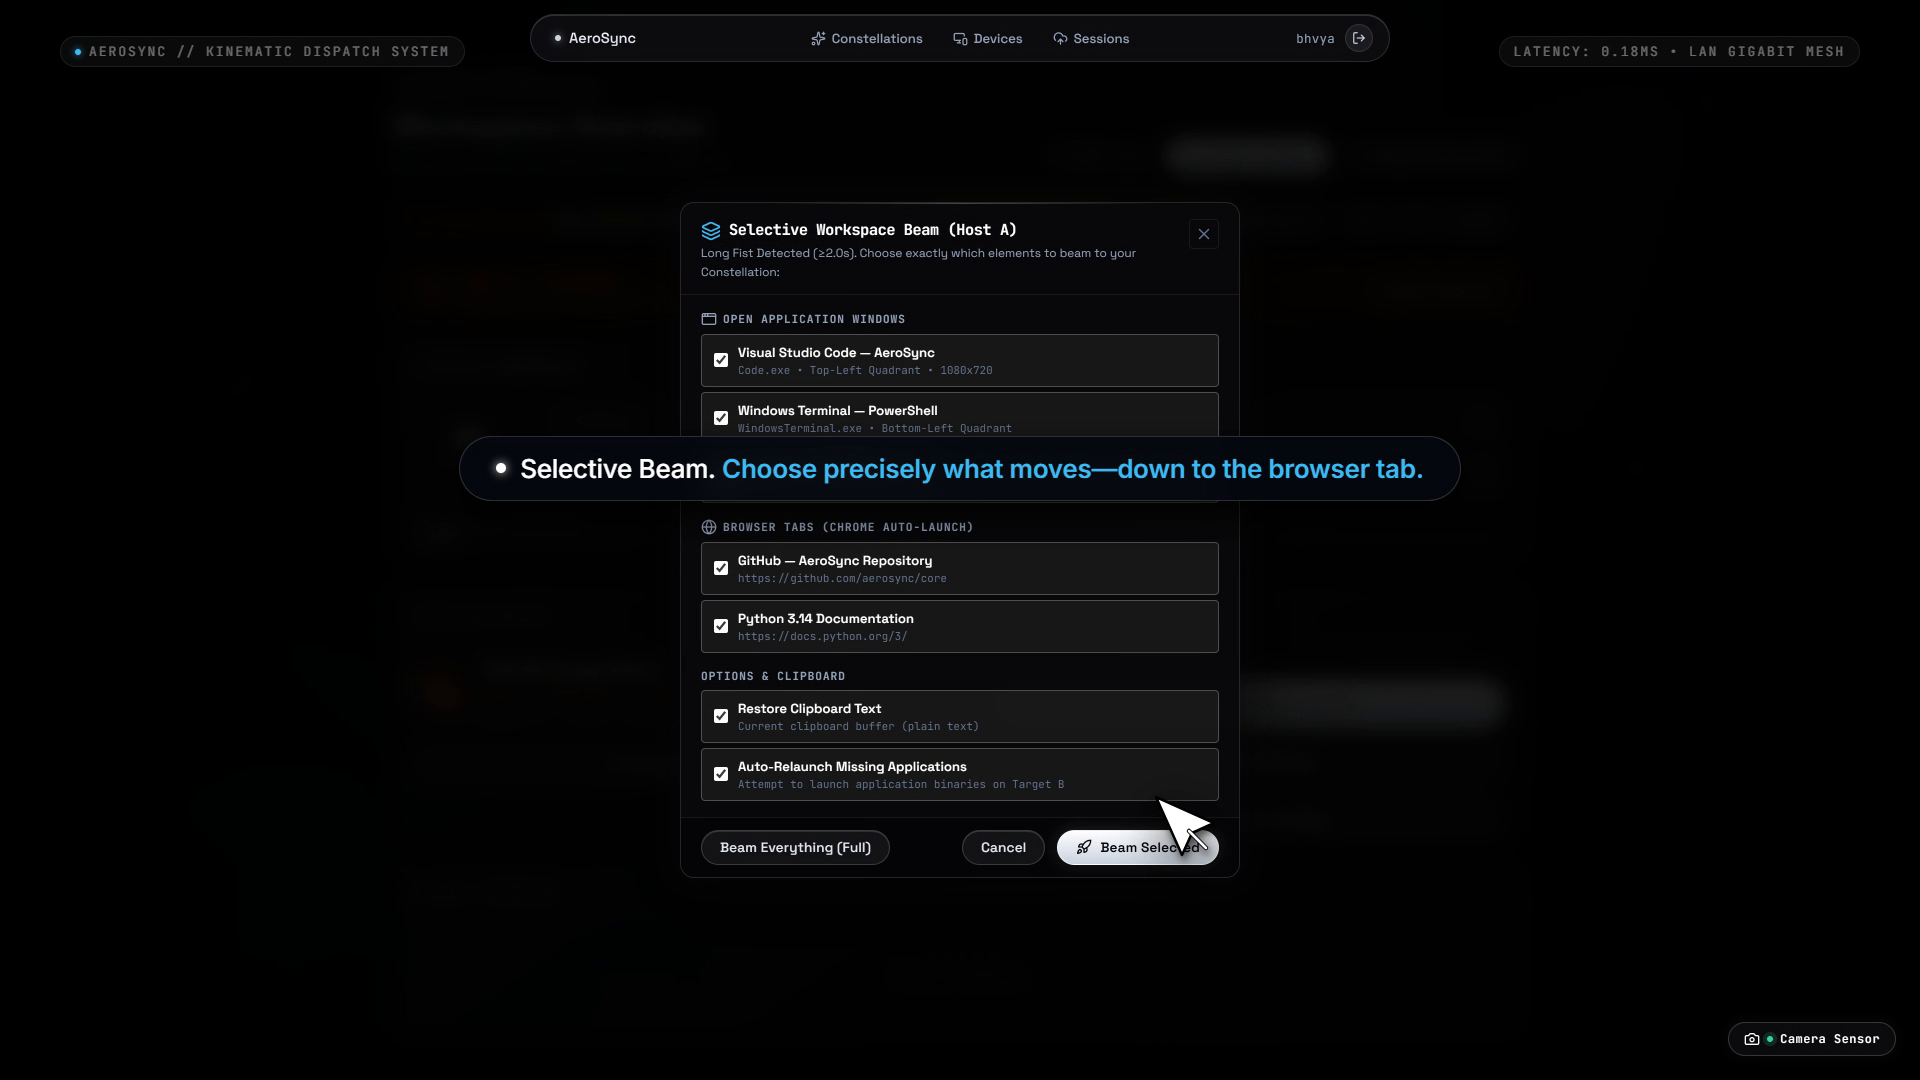 AEROSYNC // KINEMATIC DISPATCH SYSTEM
AeroSync
Constellations
Devices
Sessions
bhvya
LATENCY: 0.18MS • LAN GIGABIT MESH
Selective Workspace Beam (Host A)
Long Fist Detected (≥2.0s). Choose exactly which elements to beam to your
Constellation:
OPEN APPLICATION WINDOWS
Visual Studio Code — AeroSync
Code.exe • Top-Left Quadrant • 1080x720
Windows Terminal — PowerShell
WindowsTerminal.exe • Bottom-Left Quadrant
Selective Beam. Choose precisely what moves—down to the browser tab.
BROWSER TABS (CHROME AUTO-LAUNCH)
GitHub — AeroSync Repository
https://github.com/aerosync/core
Python 3.14 Documentation
https://docs.python.org/3/
OPTIONS & CLIPBOARD
Restore Clipboard Text
Current clipboard buffer (plain text)
Auto-Relaunch Missing Applications
Attempt to launch application binaries on Target B
Beam Everything (Full)
Cancel
Beam Selected
Camera Sensor